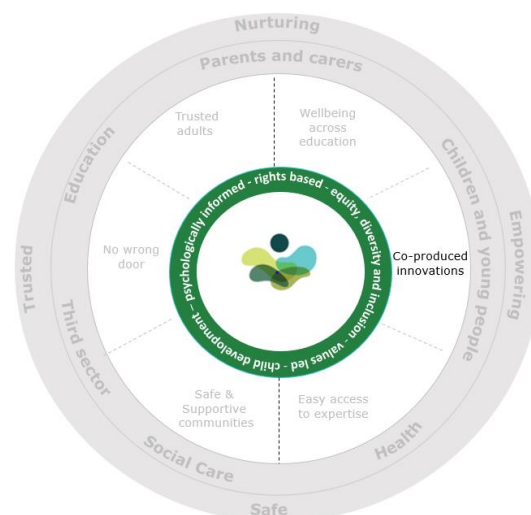 Nurturing
Parents and carers
Trusted
adults
Wellbeing
across
education
Education
Children and young people
Empowering
psychologically informed - rights based - equity, diversity and inclusion - values led - child development –
No wrong
door
Co-produced
innovations
Trusted
Third sector
Safe &
Supportive
communities
Easy access
to expertise
Social Care
Health
Safe